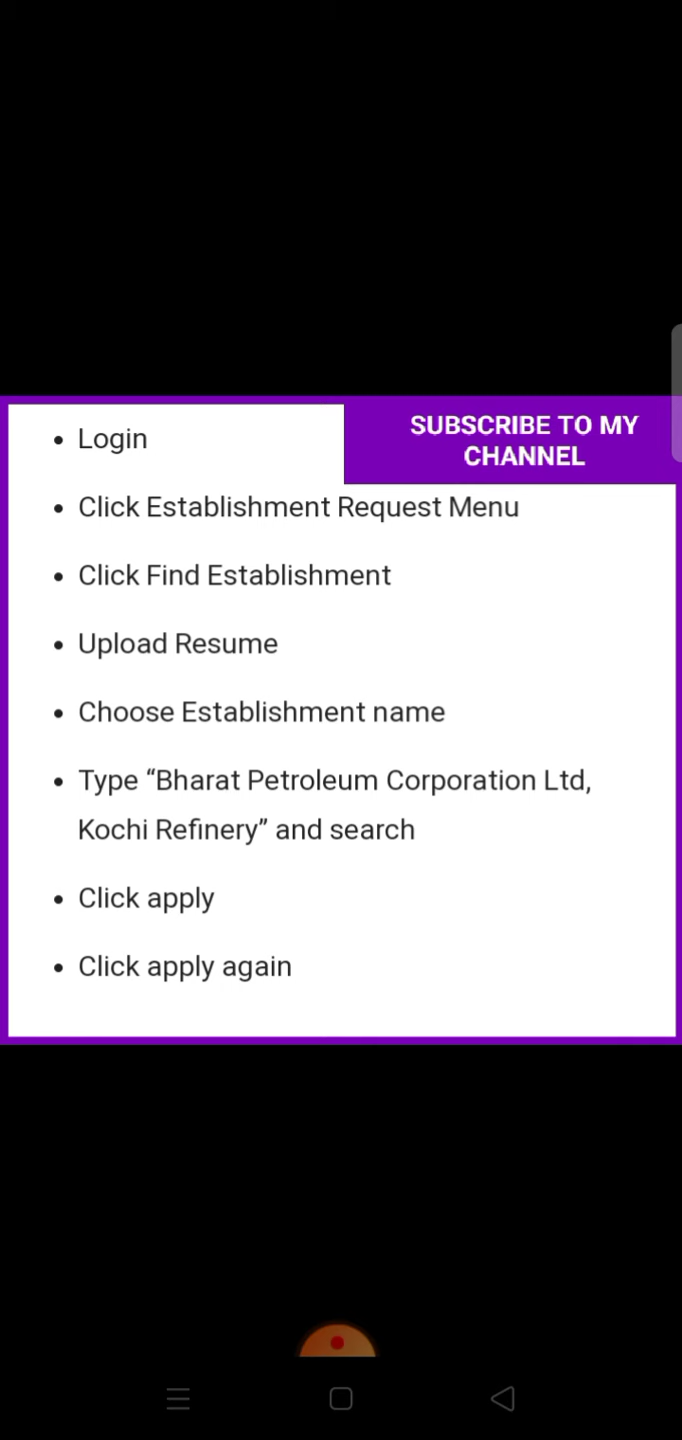 SUBSCRIBE TO MY
CHANNEL
Login
Click Establishment Request Menu
Click Find Establishment
Upload Resume
Choose Establishment name
Type “Bharat Petroleum Corporation Ltd,
Kochi Refinery” and search
Click apply
Click apply again